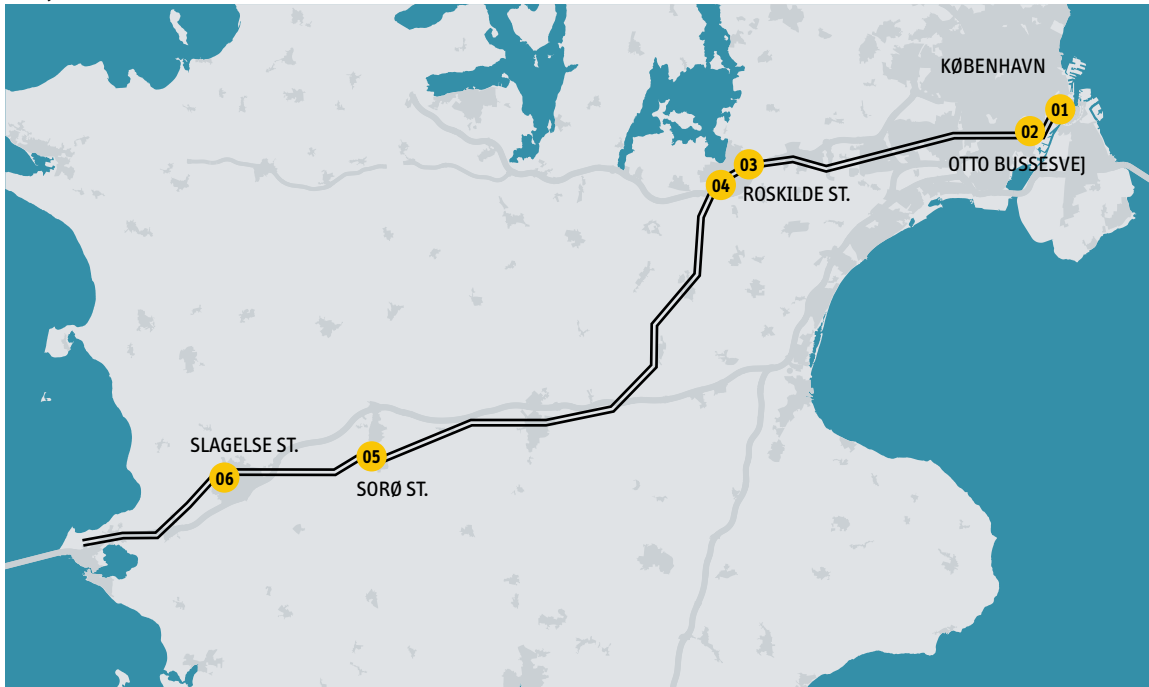 KØBENHAVN
01
02
OTTO BUSSESVEJ
03
04
ROSKILDE ST.
SLAGELSE ST.
05
06
SORØ ST.